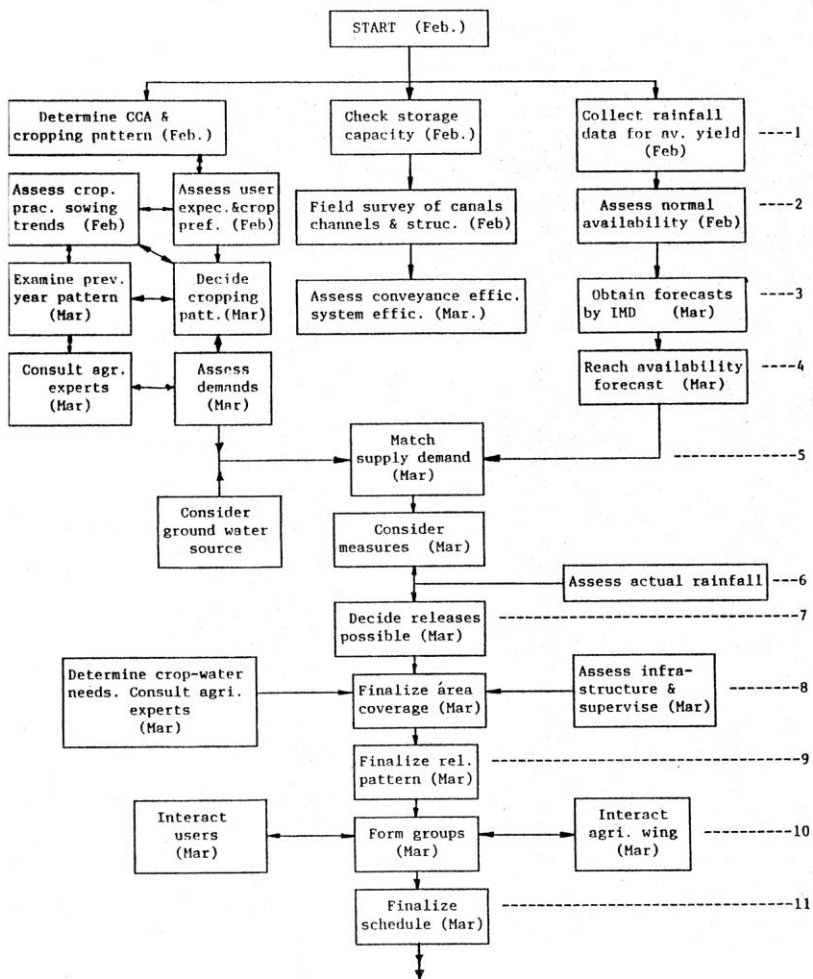 START (Feb.)
Determine CCA &
cropping pattern (Feb.)
Check storage
capacity (Feb.)
Collect rainfall
data for av. yield
(Feb)
----1
Assess crop.
prac. sowing
trends (Feb)
Assess user
expec.&crop
pref. (Feb)
Field survey of canals
channels & struc. (Feb)
Assess normal
availability (Feb)
----2
Examine prev.
year pattern
(Mar)
Decide
cropping
patt.(Mar)
Assess conveyance effic.
system effic. (Mar.)
Obtain forecasts
by IMD (Mar)
----3
Consult agr.
experts
(Mar)
Assess
demands
(Mar)
Reach availability
forecast (Mar)
----4
Match
supply demand
(Mar)
--------5
Consider
ground water
source
Consider
measures (Mar)
Assess actual rainfall
---6
Decide releases
possible (Mar)
----------------------7
Determine crop-water
needs. Consult agri.
experts
(Mar)
Finalize área
coverage (Mar)
Assess infra-
structure &
supervise (Mar)
------8
Finalize rel.
pattern (Mar)
----------------------9
Interact
users
(Mar)
Form groups
(Mar)
Interact
agri. wing
(Mar)
--------10
Finalize
schedule (Mar)
----------------------11